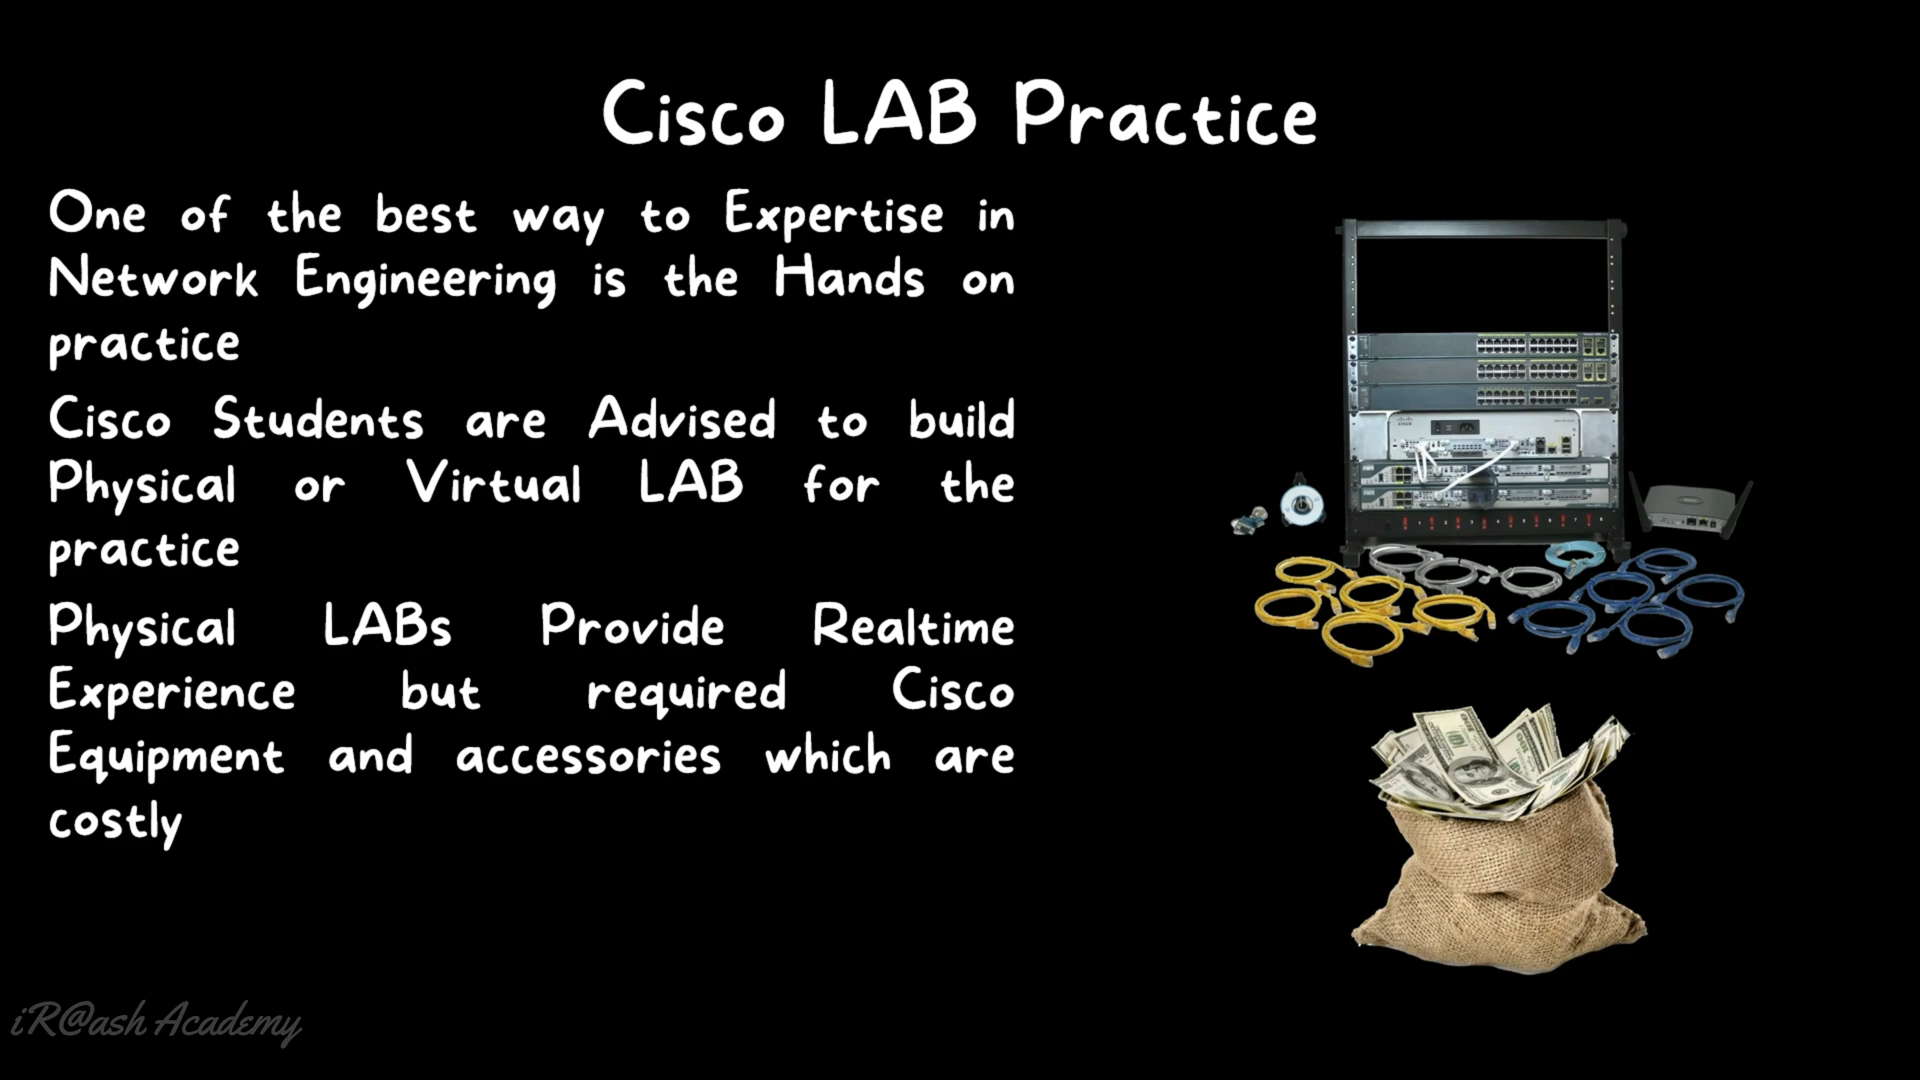 Cisco LAB Practice
One of the best way to Expertise in
Network Engineering is the Hands on
practice
Cisco Students are Advised to build
Physical or Virtual LAB for the
practice
Physical LABs Provide Realtime
Experience but required Cisco
Equipment and accessories which are
costly
iR@ash Academy